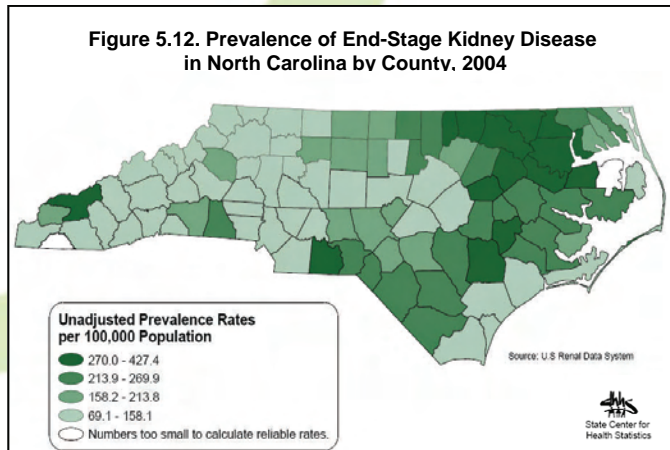 Figure 5.12. Prevalence of End-Stage Kidney Disease
in North Carolina by County, 2004
Unadjusted Prevalence Rates
per 100,000 Population
270.0 - 427.4
213.9 - 269.9
158.2 - 213.8
69.1 - 158.1
Numbers too small to calculate reliable rates.
Source: U.S Renal Data System
State Center for
Health Statistics